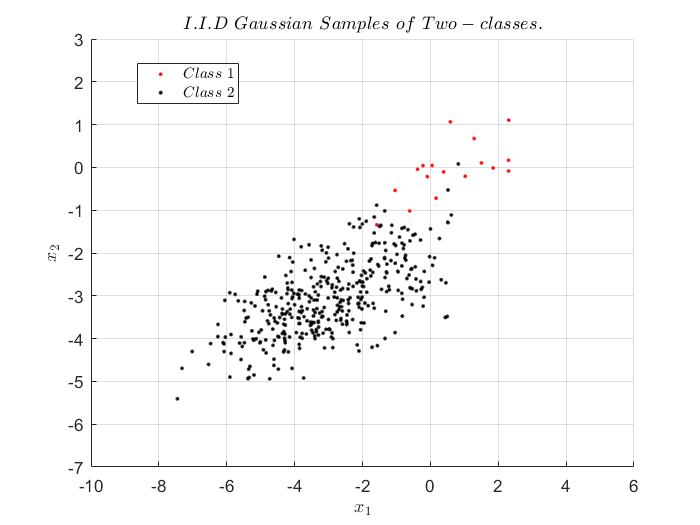 I.I.D Gaussian Samples of Two − classes.
3
2
1
0
-1
-2
-3
-4
-5
-6
-7
x2
Class 1
Class 2
-10 -8 -6 -4 -2 0 2 4 6
x1